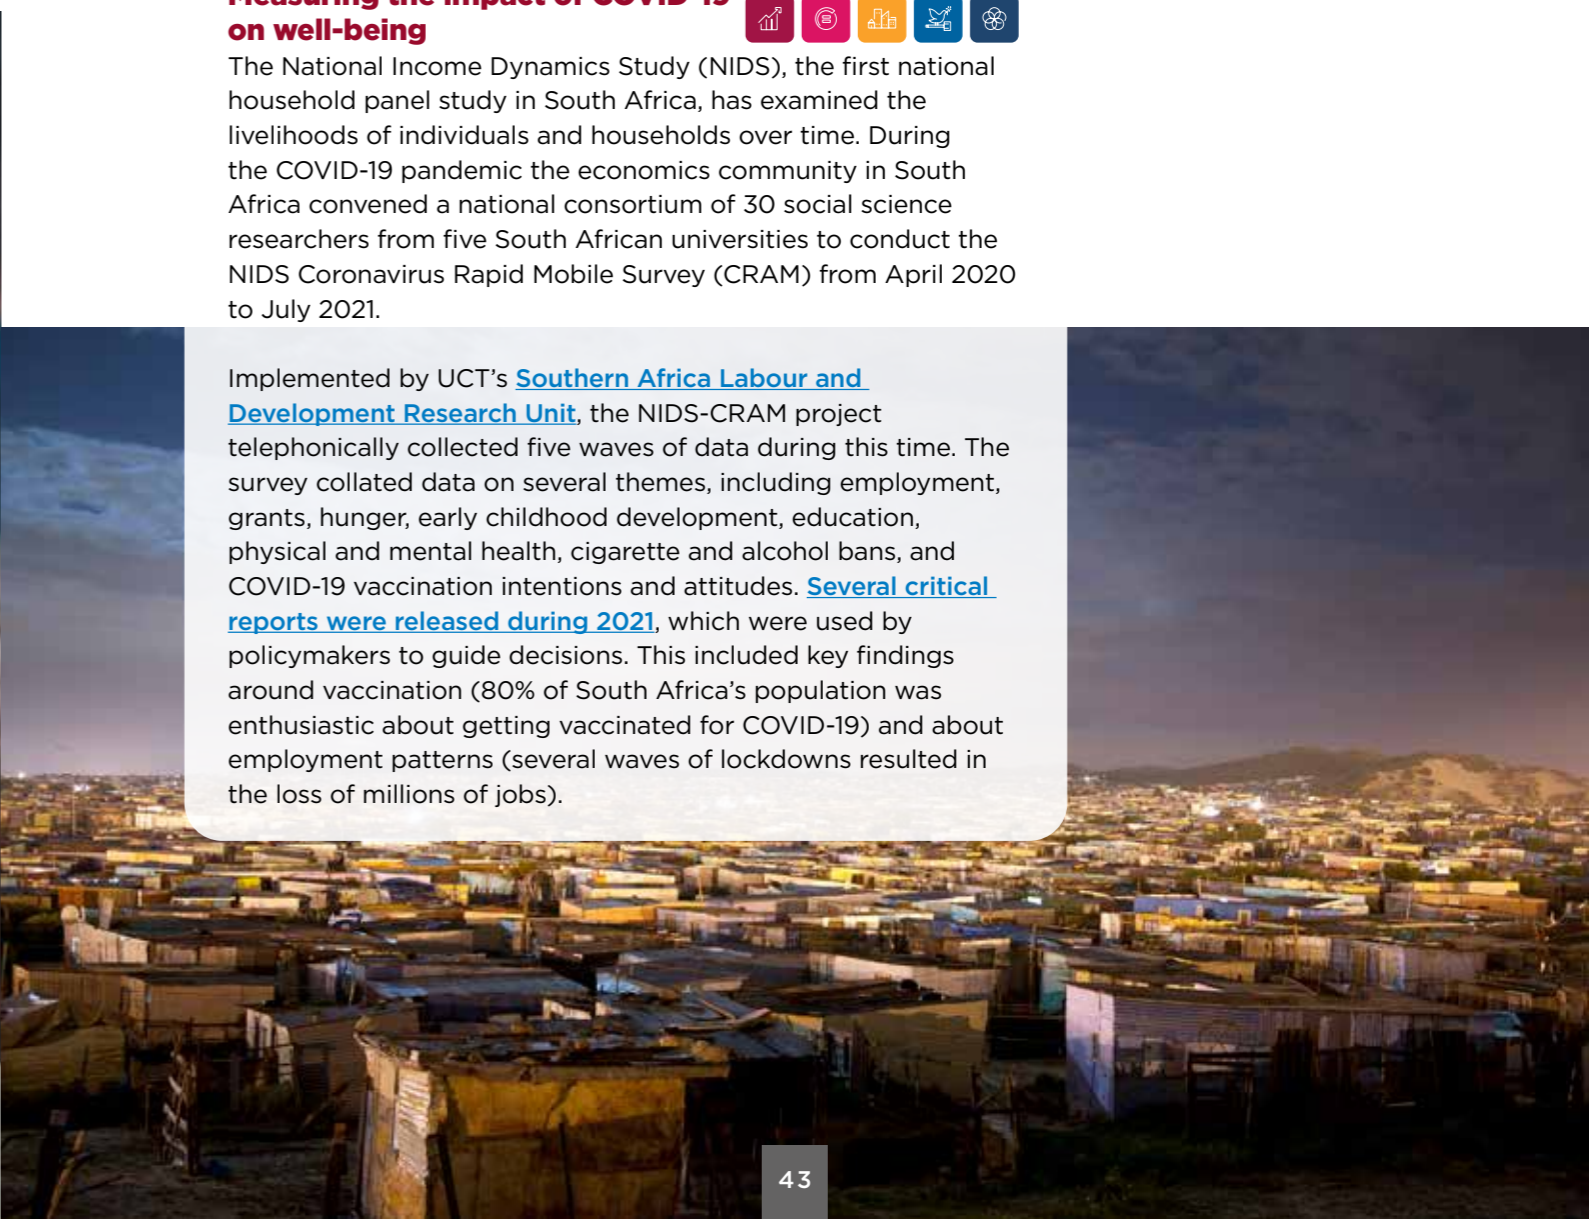 Measuring the impact of COVID-19
on well-being
The National Income Dynamics Study (NIDS), the first national
household panel study in South Africa, has examined the
livelihoods of individuals and households over time. During
the COVID-19 pandemic the economics community in South
Africa convened a national consortium of 30 social science
researchers from five South African universities to conduct the
NIDS Coronavirus Rapid Mobile Survey (CRAM) from April 2020
to July 2021.
Implemented by UCT’s Southern Africa Labour and
Development Research Unit, the NIDS-CRAM project
telephonically collected five waves of data during this time. The
survey collated data on several themes, including employment,
grants, hunger, early childhood development, education,
physical and mental health, cigarette and alcohol bans, and
COVID-19 vaccination intentions and attitudes. Several critical
reports were released during 2021, which were used by
policymakers to guide decisions. This included key findings
around vaccination (80% of South Africa’s population was
enthusiastic about getting vaccinated for COVID-19) and about
employment patterns (several waves of lockdowns resulted in
the loss of millions of jobs).
43